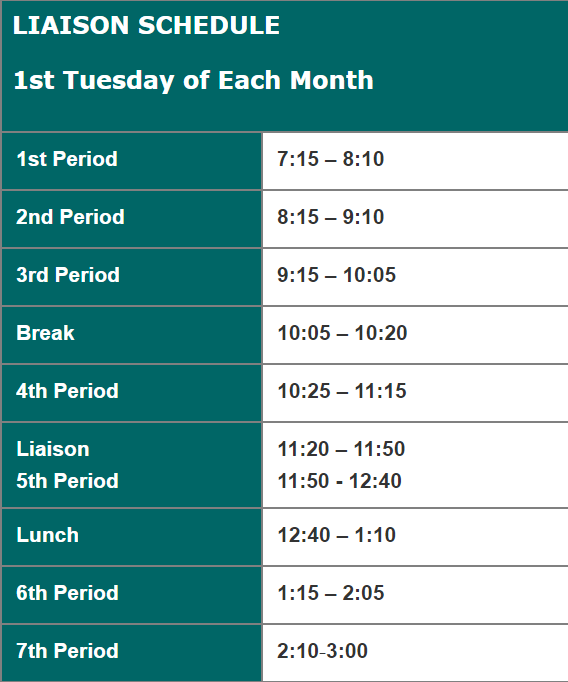 LIAISON SCHEDULE
1st Tuesday of Each Month
1st Period 7:15 – 8:10
2nd Period 8:15 – 9:10
3rd Period 9:15 – 10:05
Break 10:05 – 10:20
4th Period 10:25 – 11:15
Liaison 11:20 – 11:50
5th Period 11:50 - 12:40
Lunch 12:40 – 1:10
6th Period 1:15 – 2:05
7th Period 2:10-3:00